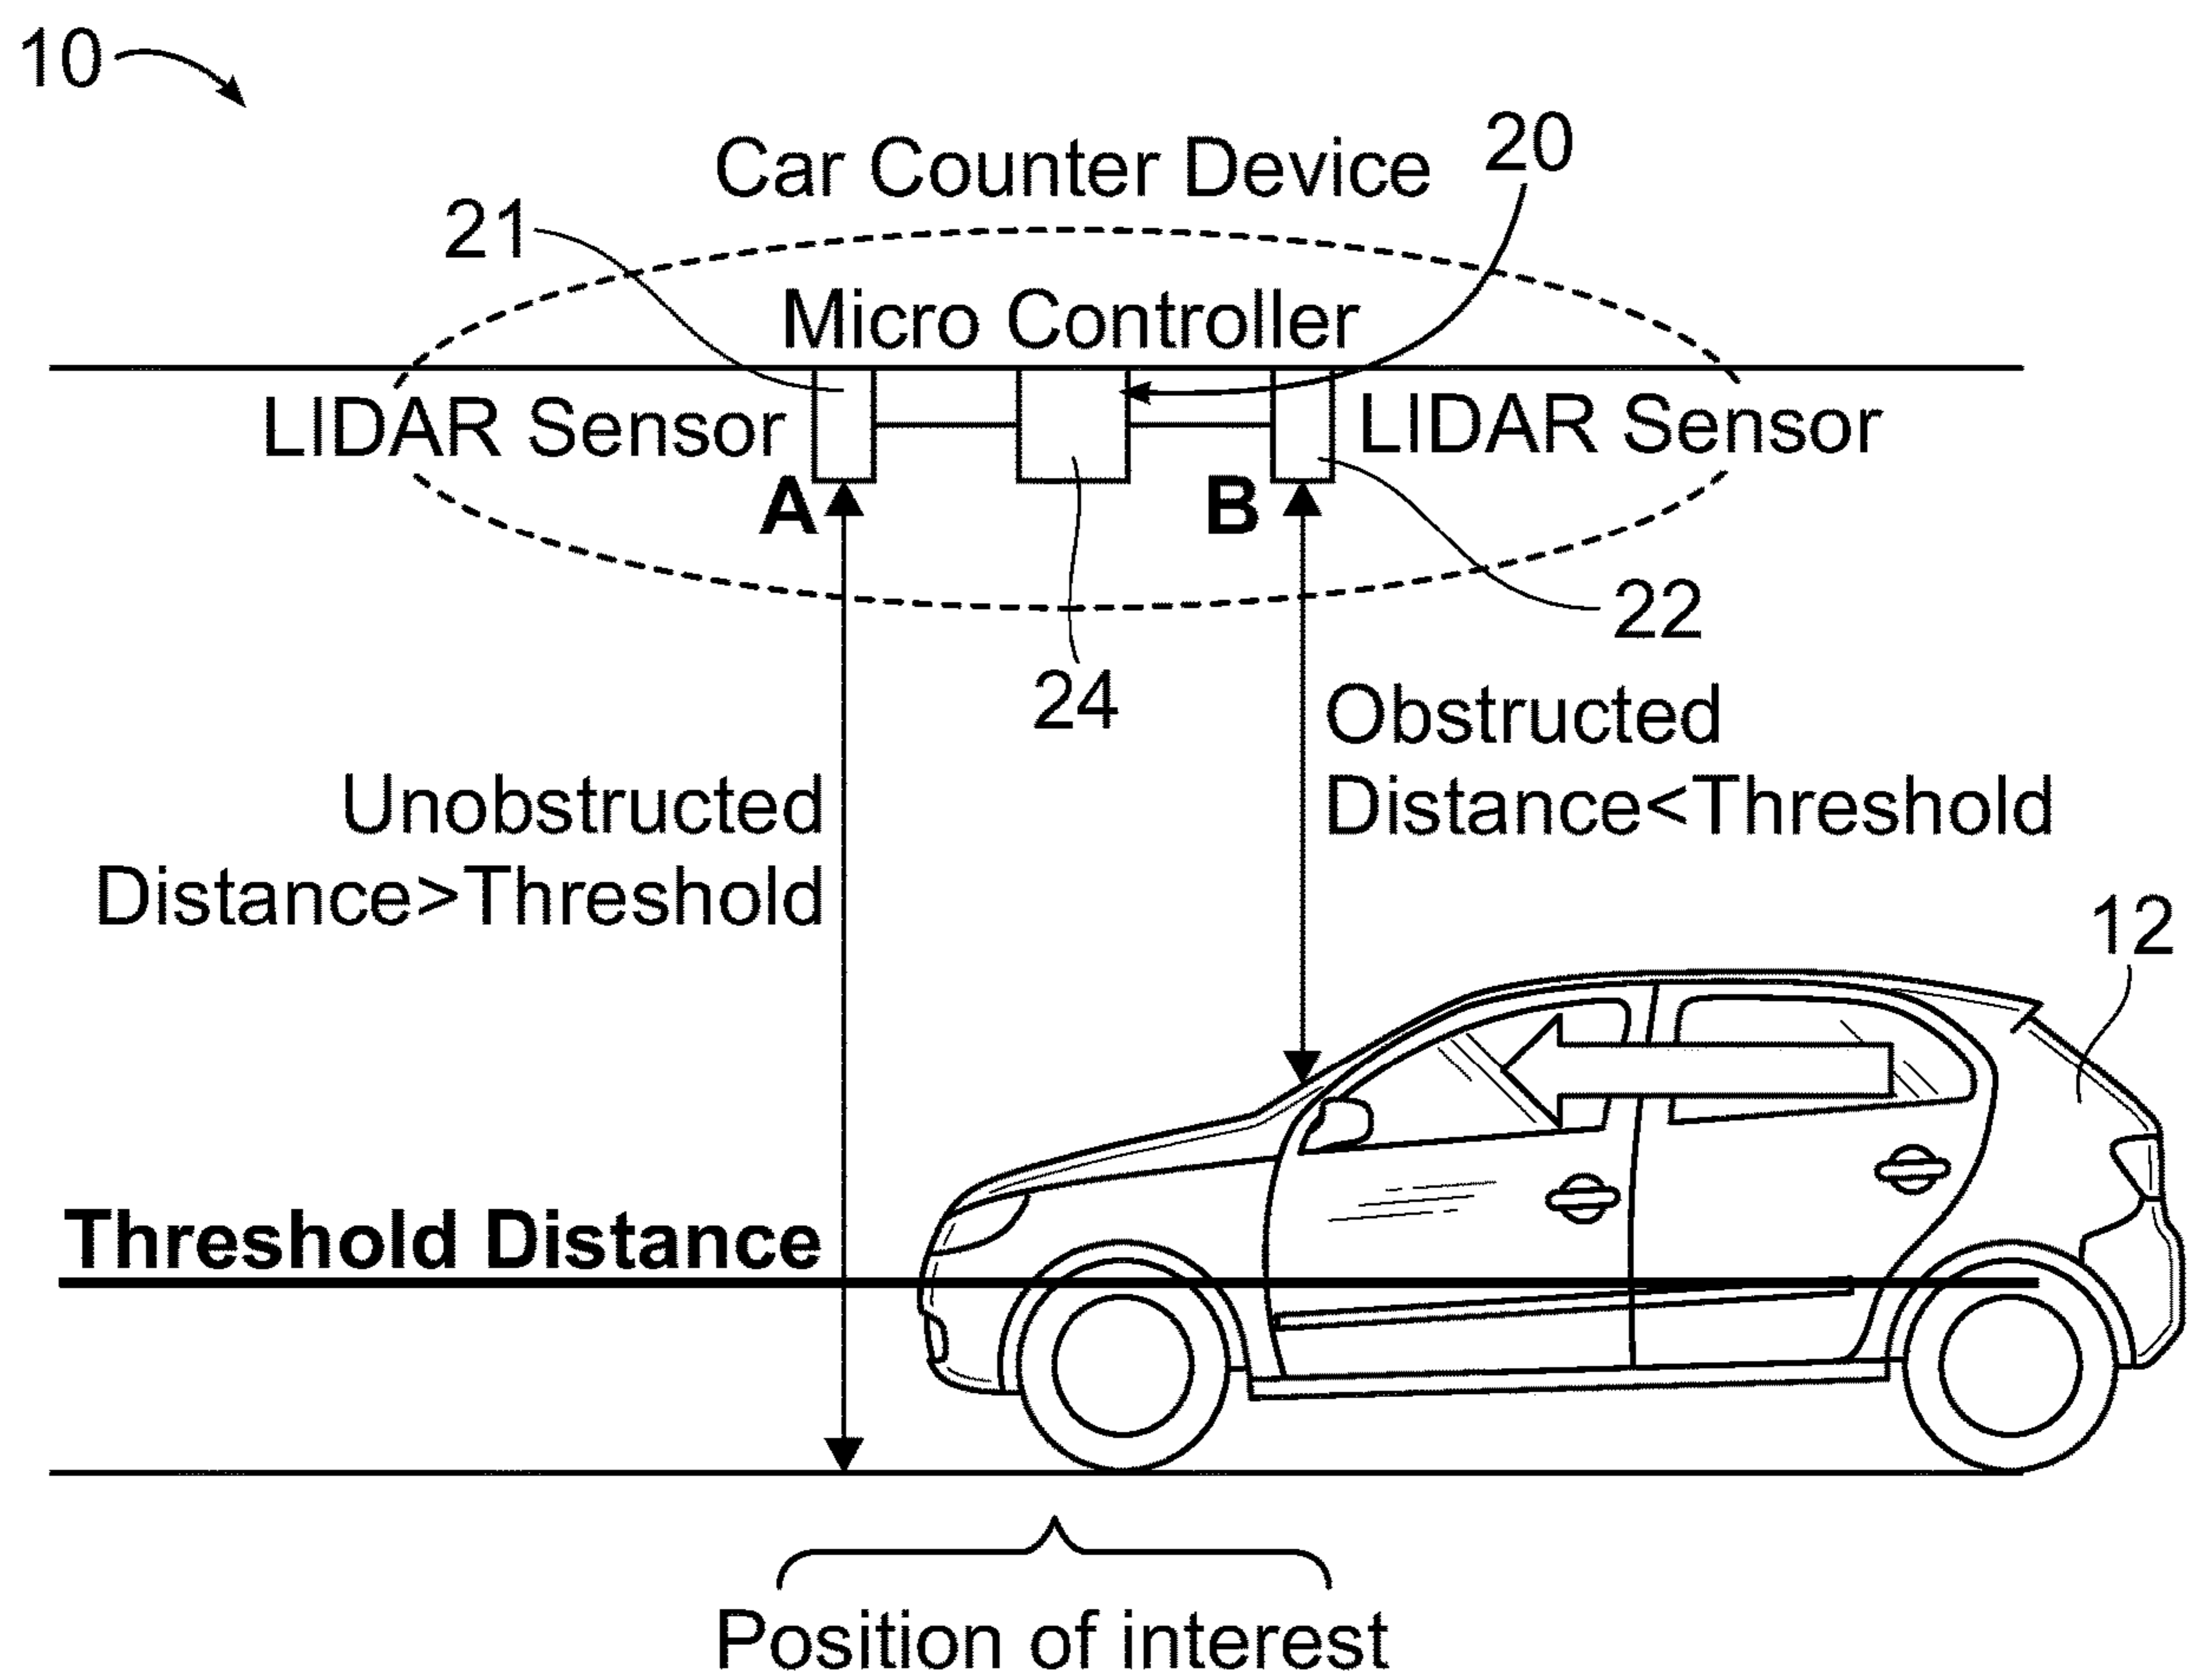 10
Car Counter Device
20
21
Micro Controller
LIDAR Sensor
LIDAR Sensor
A
B
22
24
Obstructed
Distance<Threshold
Unobstructed
Distance>Threshold
12
Threshold Distance
Position of interest